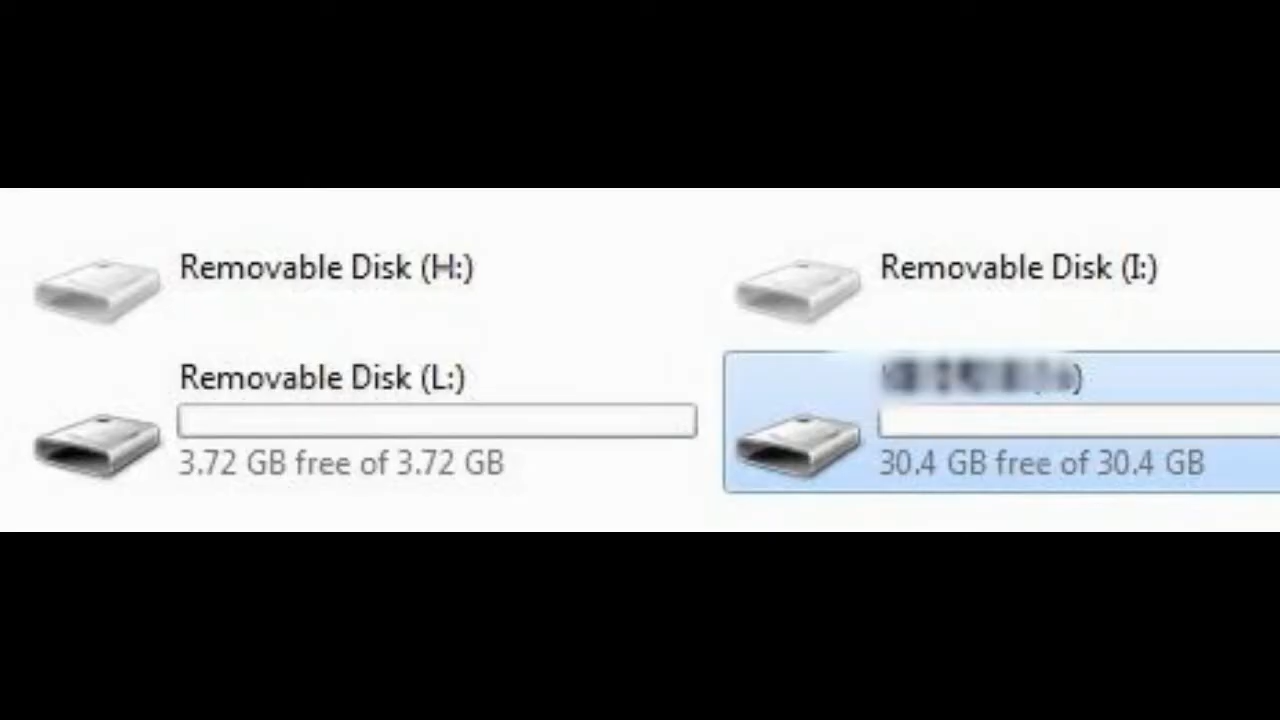 Removable Disk (H:)
Removable Disk (I:)
Removable Disk (L:)
3.72 GB free of 3.72 GB
30.4 GB free of 30.4 GB